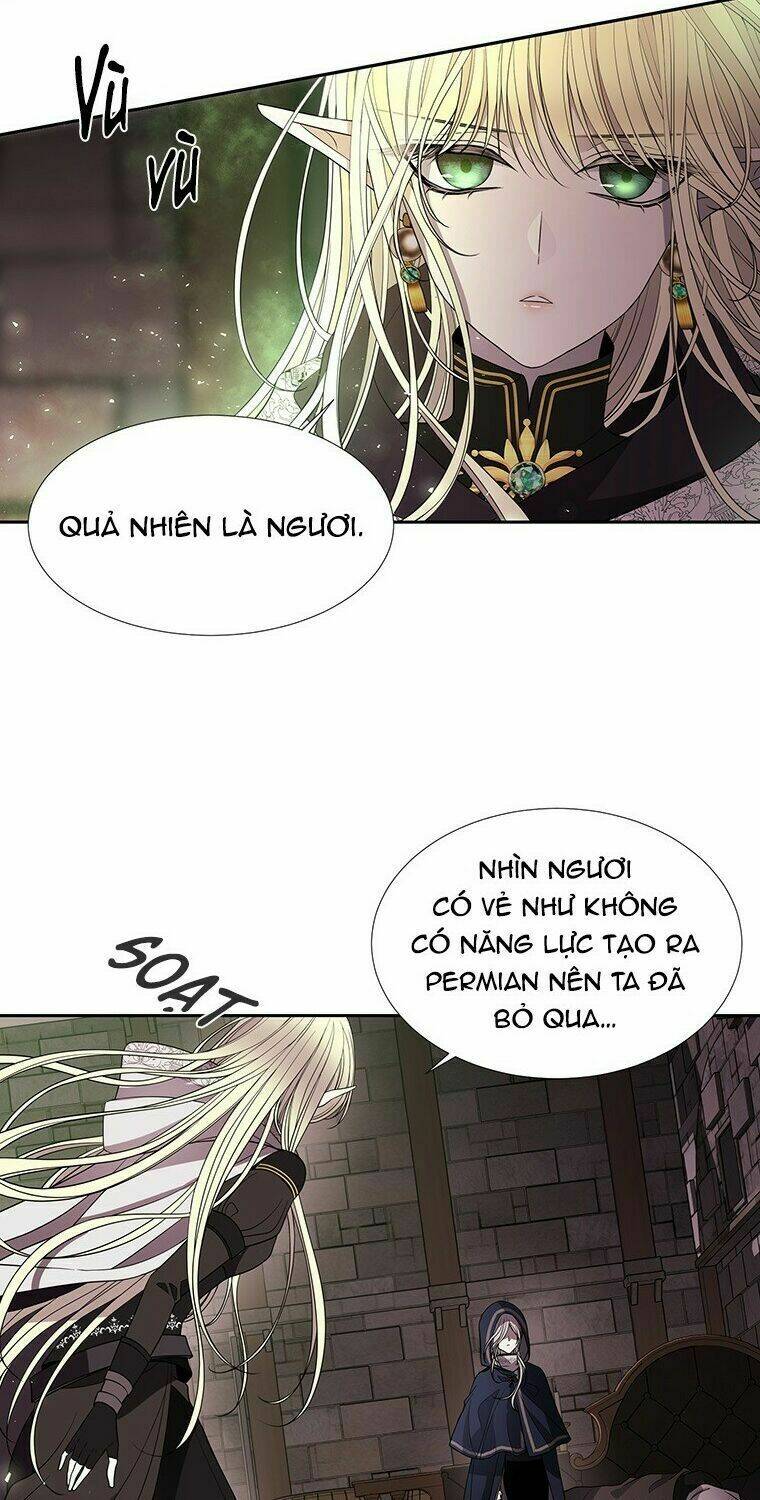 Vù
vù
QUẢ NHIÊN LÀ NGƯƠI.
NHÌN NGƯƠI
CÓ VẺ NHƯ KHÔNG
CÓ NĂNG LỰC TẠO RA
PERMIAN NÊN TA ĐÃ
BỎ QUA...
SOẠT